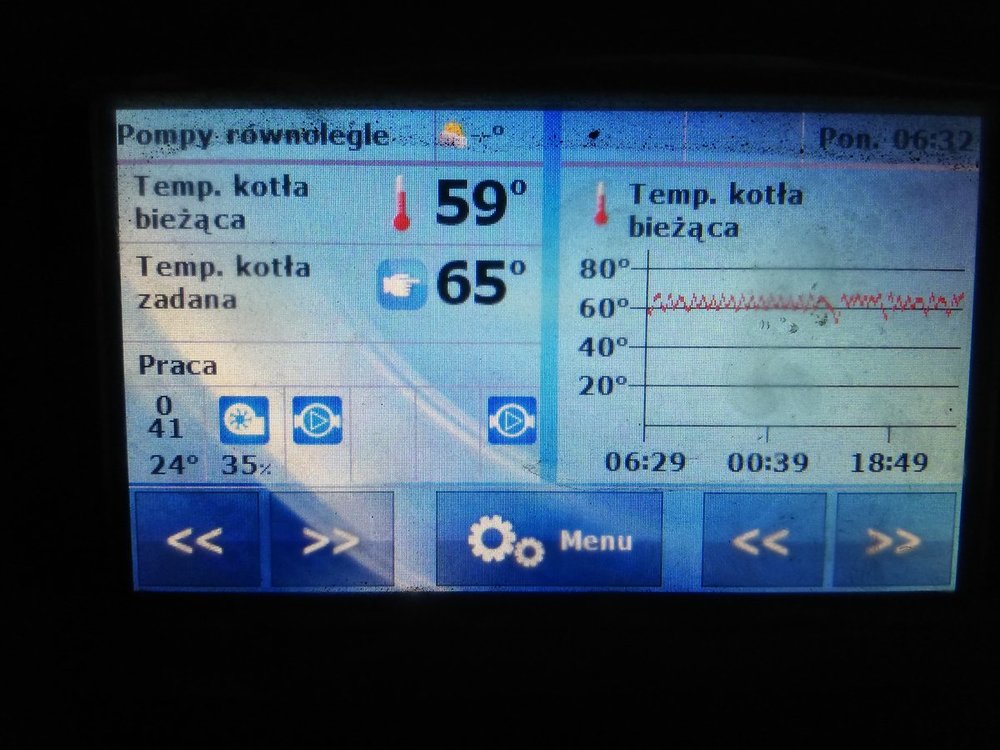 Pompy równolegle
--°
Pon. 06:32
Temp. kotła
bieżąca
59°
Temp. kotła
zadana
65°
Praca
0
41
24° 35%
Temp. kotła
bieżąca
80°
60°
40°
20°
06:29 00:39 18:49
<< >> Menu << >>